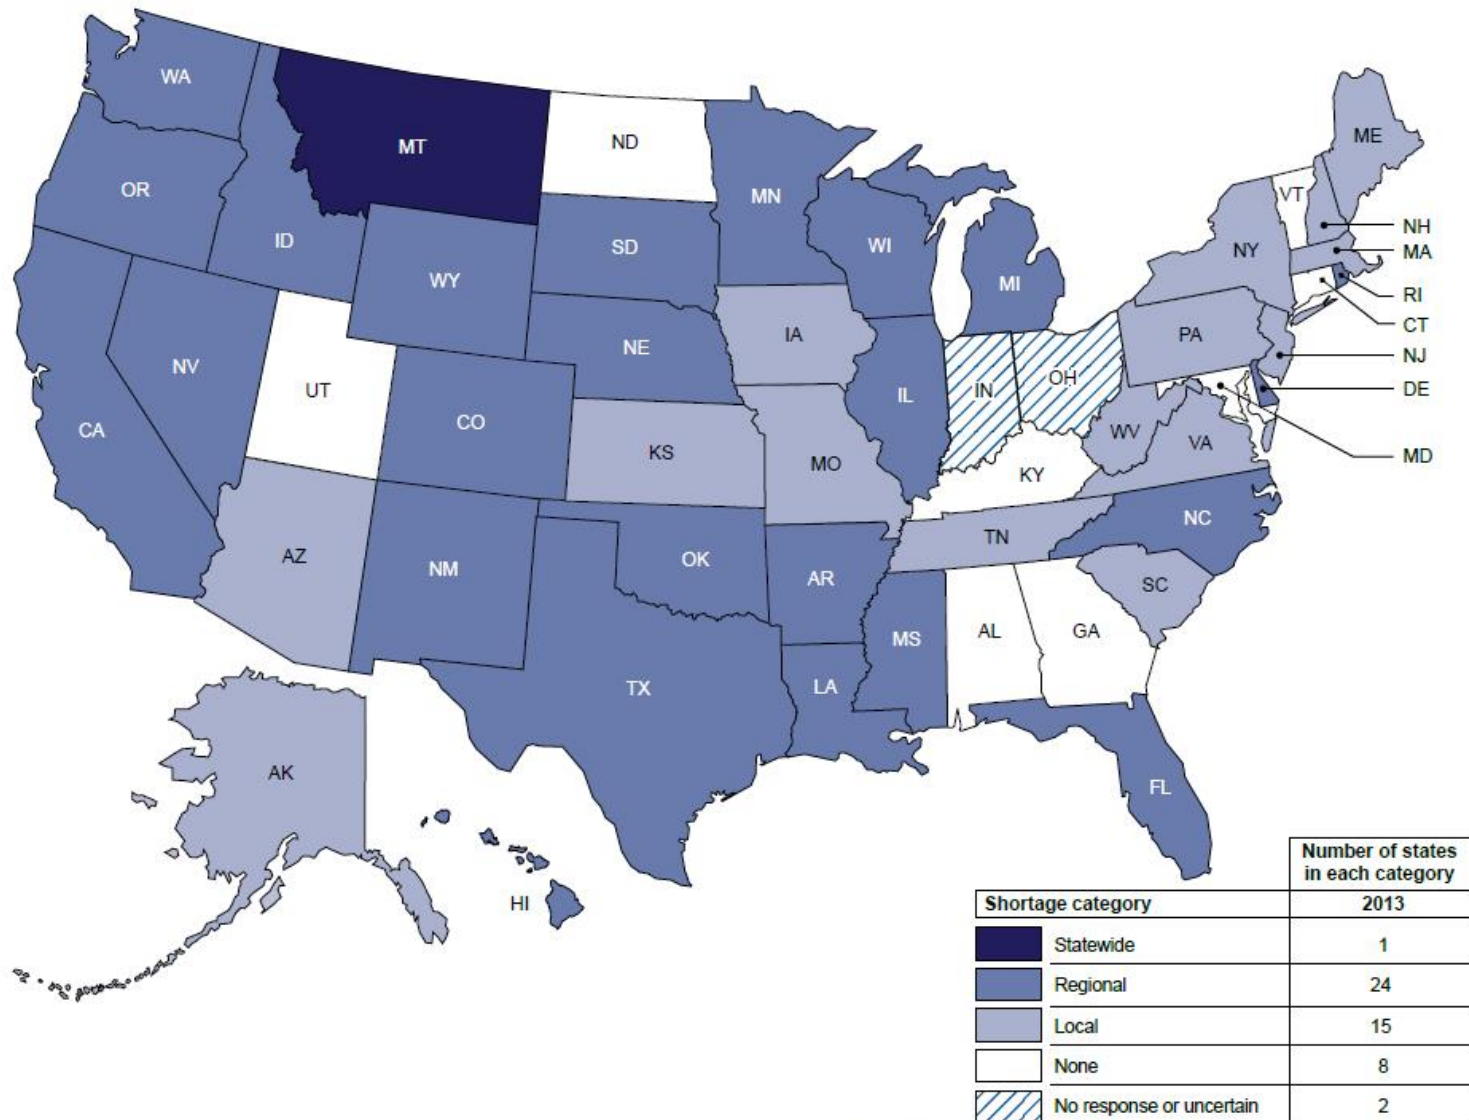 WA
MT
ND
ME
OR
MN
VT
ID
SD
WI
NH
NY
MA
WY
MI
RI
CT
IA
PA
NE
NJ
NV
OH
UT
IN
IL
DE
CO
CA
WV
VA
KS
MD
MO
KY
NC
TN
AZ
OK
NM
AR
SC
AL
GA
MS
TX
LA
AK
FL
HI
Number of states
in each category
Shortage category 2013
Statewide 1
Regional 24
Local 15
None 8
No response or uncertain 2